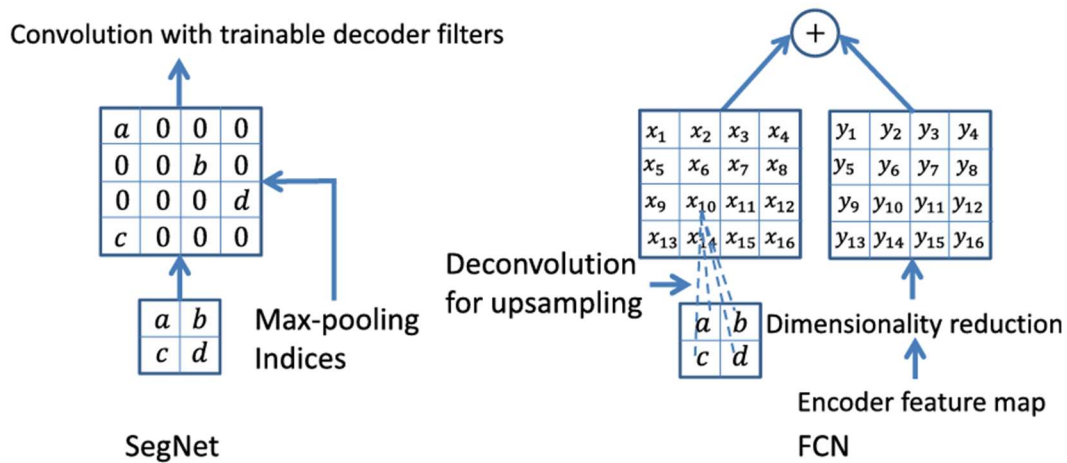 Convolution with trainable decoder filters
a 0 0 0
0 0 b 0
0 0 0 d
c 0 0 0
a b
c d
Max-pooling
Indices
SegNet
+
x₁ x₂ x₃ x₄
x₅ x₆ x₇ x₈
x₉ x₁₀ x₁₁ x₁₂
x₁₃ x₁₄ x₁₅ x₁₆
y₁ y₂ y₃ y₄
y₅ y₆ y₇ y₈
y₉ y₁₀ y₁₁ y₁₂
y₁₃ y₁₄ y₁₅ y₁₆
Deconvolution
for upsampling
a b
c d
Dimensionality reduction
Encoder feature map
FCN